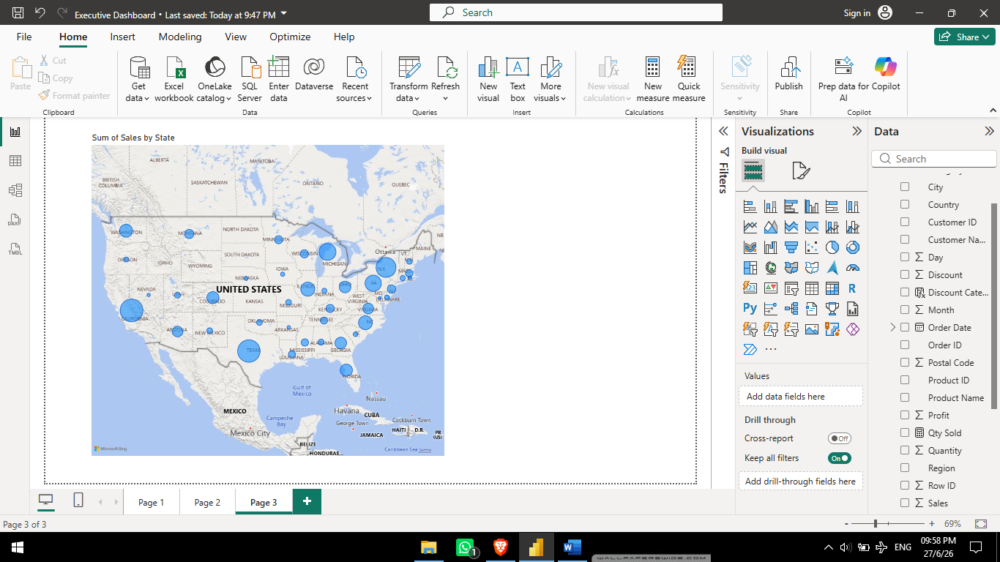 Executive Dashboard • Last saved: Today at 9:47 PM
Search
Sign in
File
Home
Insert
Modeling
View
Optimize
Help
Share
Paste
Cut
Copy
Format painter
Clipboard
Get data
Excel workbook
OneLake catalog
SQL Server
Enter data
Dataverse
Recent sources
Data
Transform data
Refresh
Queries
New visual
Text box
More visuals
Insert
New visual calculation
New measure
Quick measure
Calculations
Sensitivity
Sensitivity
Publish
Share
Prep data for AI
Copilot
Copilot
DAX
TMDL
Sum of Sales by State
ALBERTA
MANITOBA
BRITISH COLUMBIA
SASKATCHEWAN
ONTARIO
QUEBEC
WASHINGTON
MONTANA
NORTH DAKOTA
MINNESOTA
NB
Ottawa
MAINE
VT.
OREGON
IDAHO
SOUTH DAKOTA
WISCONSIN
MICHIGAN
WYOMING
IOWA
NEBRASKA
PA
NEVADA
UTAH
COLORADO
UNITED STATES
KANSAS
MISSOURI
ILLINOIS
INDIANA
OHIO
WEST VIRGINIA
MD
DELAWARE
KENTUCKY
VIRGINIA
CALIFORNIA
ARIZONA
NEW MEXICO
OKLAHOMA
ARKANSAS
TENNESSEE
NC
TEXAS
LOUISIANA
MISSISSIPPI
ALABAMA
GEORGIA
FLORIDA
Gulf of Mexico
Nassau
MEXICO
Havana
CUBA
Campeche Bay
George Town
Cockburn Town
Mexico City
JAMAICA
HAITI
D.R.
PR (US)
BELIZE
HONDURAS
Caribbean Sea
Terms
Microsoft Bing
Filters
Visualizations
Build visual
R
Py
Values
Add data fields here
Drill through
Cross-report
Off
Keep all filters
On
Add drill-through fields here
Data
Search
City
Country
Customer ID
Customer Na...
Day
Discount
Discount Cate...
Month
Order Date
Order ID
Postal Code
Product ID
Product Name
Profit
Qty Sold
Quantity
Region
Row ID
Sales
Page 1
Page 2
Page 3
Page 3 of 3
69%
1
ENG
09:58 PM
27/6/26